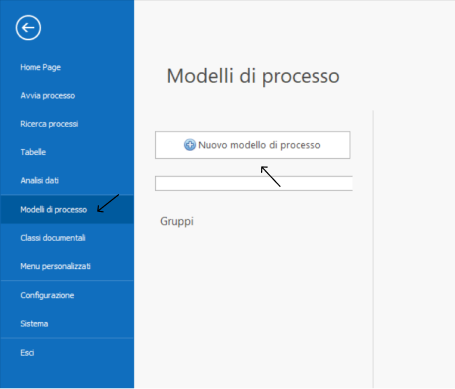 Home Page
Avvia processo
Ricerca processi
Tabelle
Analisi dati
Modelli di processo
Classi documentali
Menu personalizzati
Configurazione
Sistema
Esci
Modelli di processo
Nuovo modello di processo
Gruppi